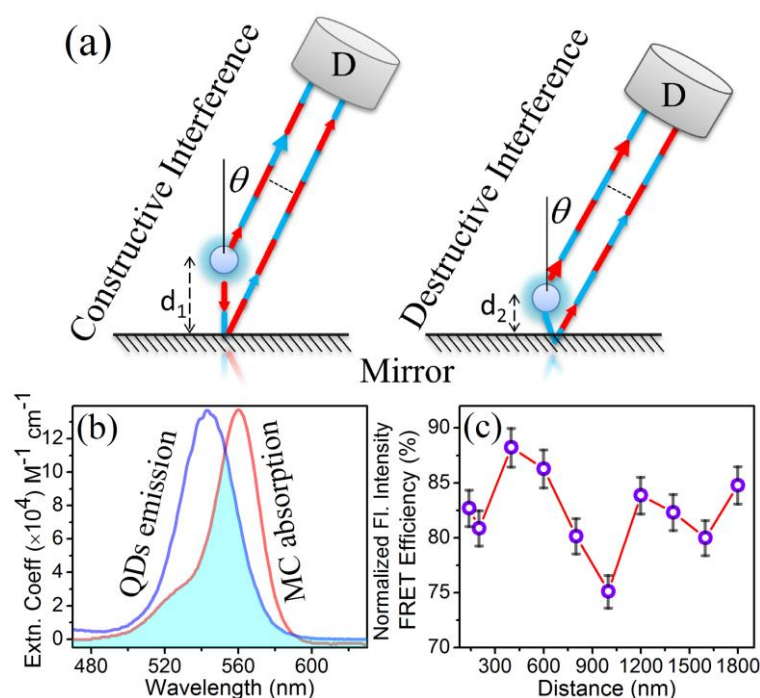 (a)
Constructive Interference
D
θ
d1
Destructive Interference
D
θ
d2
Mirror
(b)
Extn. Coeff (×10⁴) M⁻¹ cm⁻¹
12
10
8
6
4
2
0
QDs emission
MC absorption
480 520 560 600
Wavelength (nm)
(c)
Normalized Fl. Intensity
FRET Efficiency (%)
90
85
80
75
70
300 600 900 1200 1500 1800
Distance (nm)